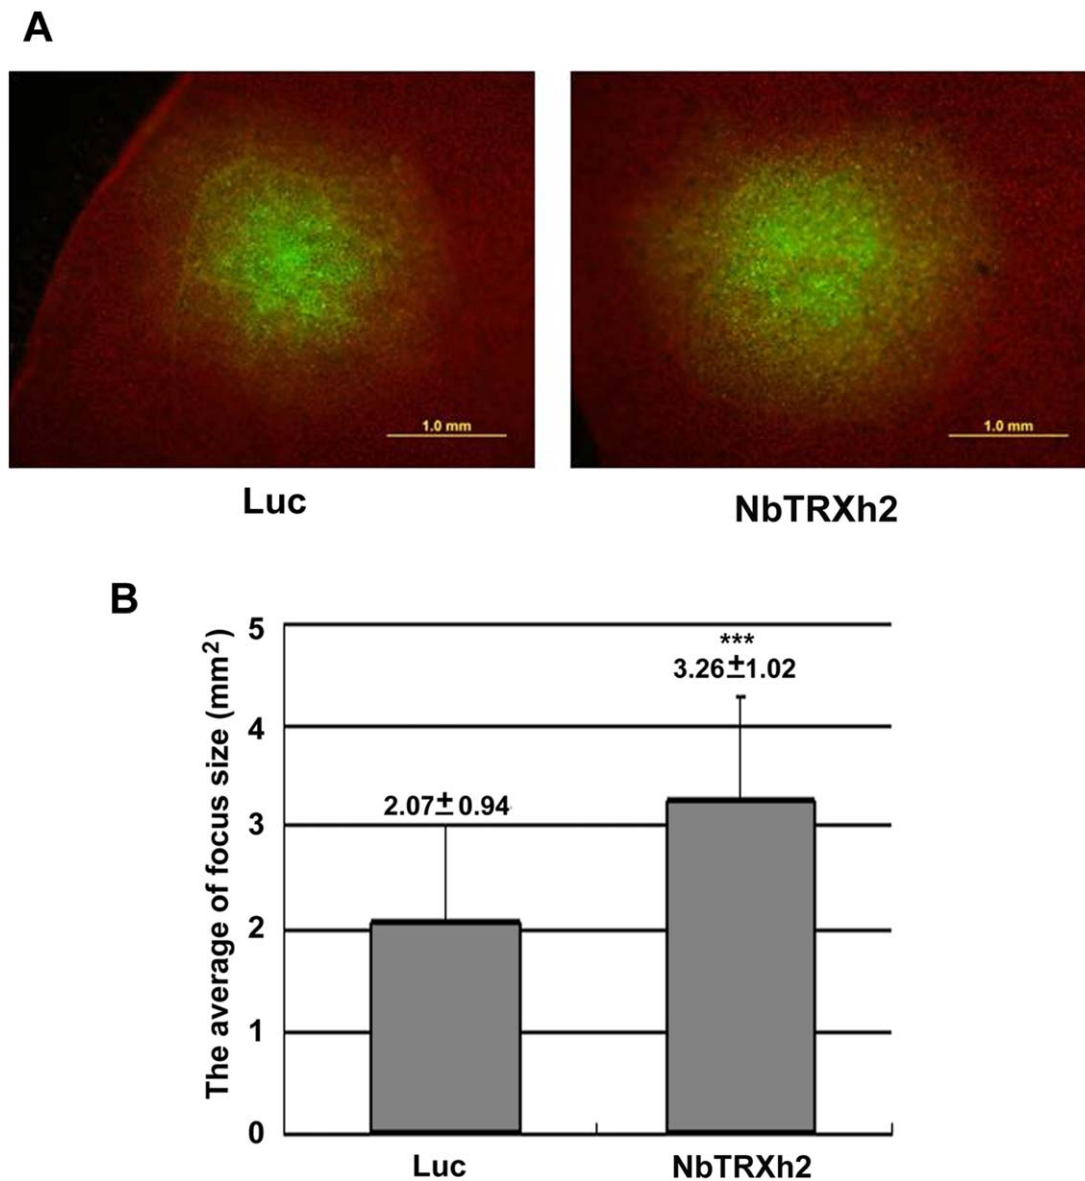 A
1.0 mm
1.0 mm
Luc
NbTRXh2
B
The average of focus size (mm²)
5
4
3
2
1
0
***
3.26±1.02
2.07±0.94
Luc
NbTRXh2